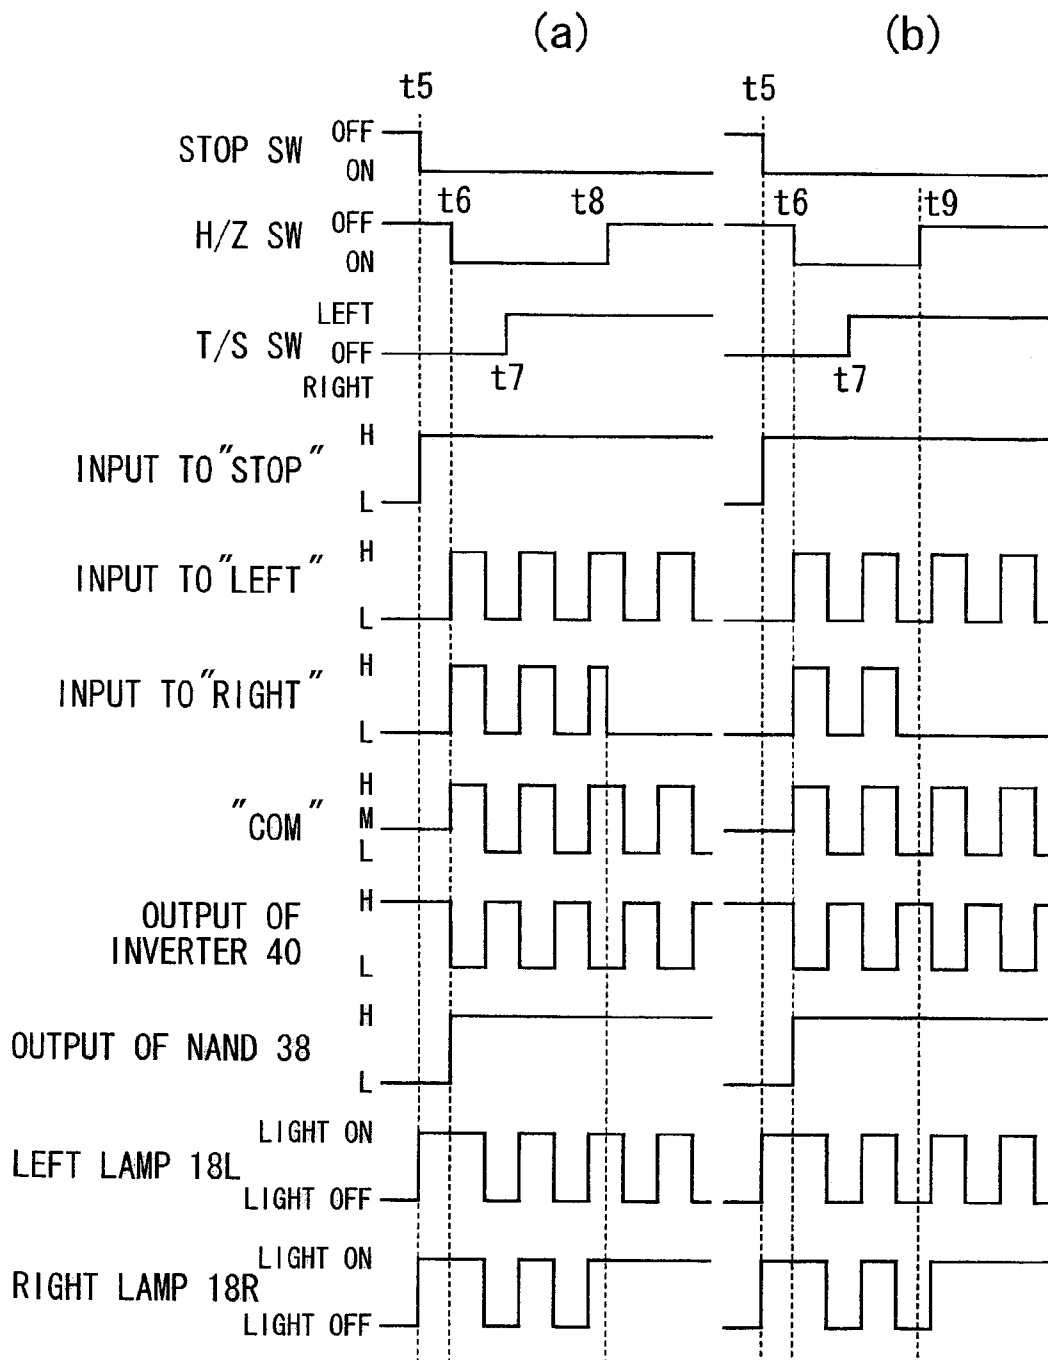 (a) (b)
t5 t5
STOP SW OFF
ON
t6 t8 t6 t9
H/Z SW OFF
ON
LEFT
T/S SW OFF
t7 t7
RIGHT
H
INPUT TO "STOP"
L
H
INPUT TO "LEFT"
L
H
INPUT TO "RIGHT"
L
H
"COM" M
L
OUTPUT OF H
INVERTER 40
L
H
OUTPUT OF NAND 38
L
LIGHT ON
LEFT LAMP 18L
LIGHT OFF
LIGHT ON
RIGHT LAMP 18R
LIGHT OFF